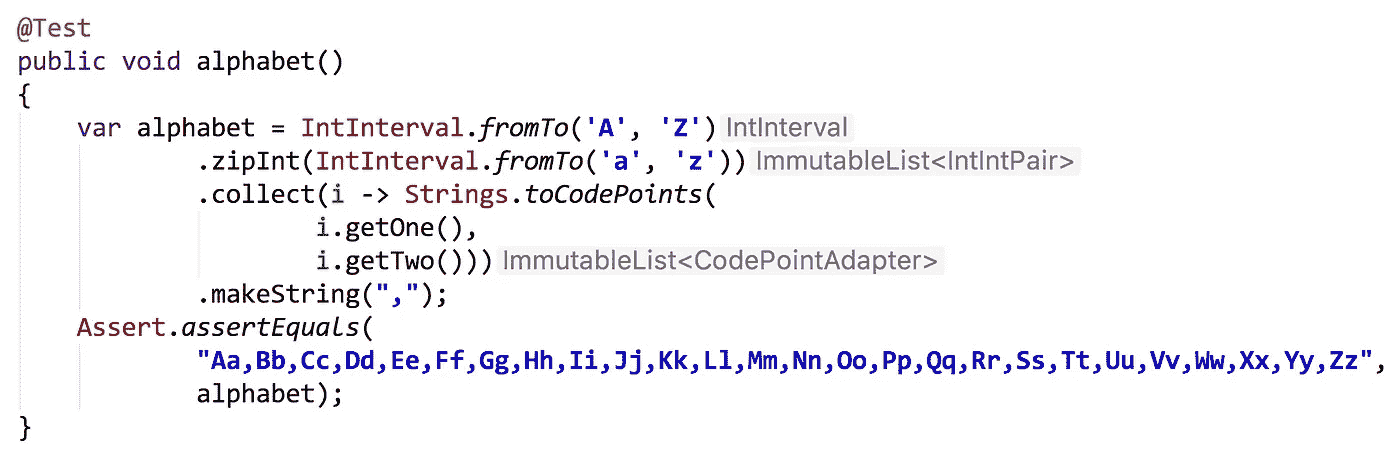 @Test
public void alphabet()
{
    var alphabet = IntInterval.fromTo('A', 'Z') IntInterval
            .zipInt(IntInterval.fromTo('a', 'z')) ImmutableList<IntIntPair>
            .collect(i -> Strings.toCodePoints(
                    i.getOne(),
                    i.getTwo())) ImmutableList<CodePointAdapter>
            .makeString(",");
    Assert.assertEquals(
            "Aa,Bb,Cc,Dd,Ee,Ff,Gg,Hh,Ii,Jj,Kk,Ll,Mm,Nn,Oo,Pp,Qq,Rr,Ss,Tt,Uu,Vv,Ww,Xx,Yy,Zz",
            alphabet);
}